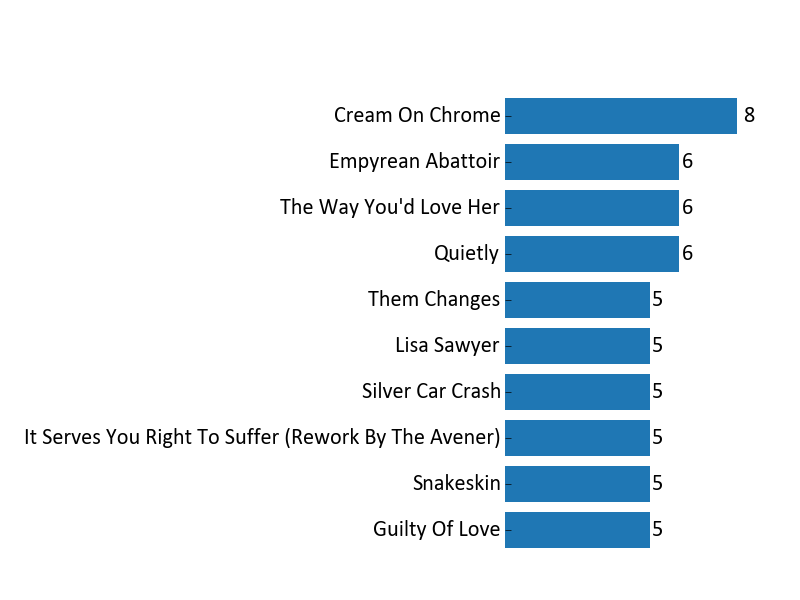 Cream On Chrome 8
Empyrean Abattoir 6
The Way You'd Love Her 6
Quietly 6
Them Changes 5
Lisa Sawyer 5
Silver Car Crash 5
It Serves You Right To Suffer (Rework By The Avener) 5
Snakeskin 5
Guilty Of Love 5